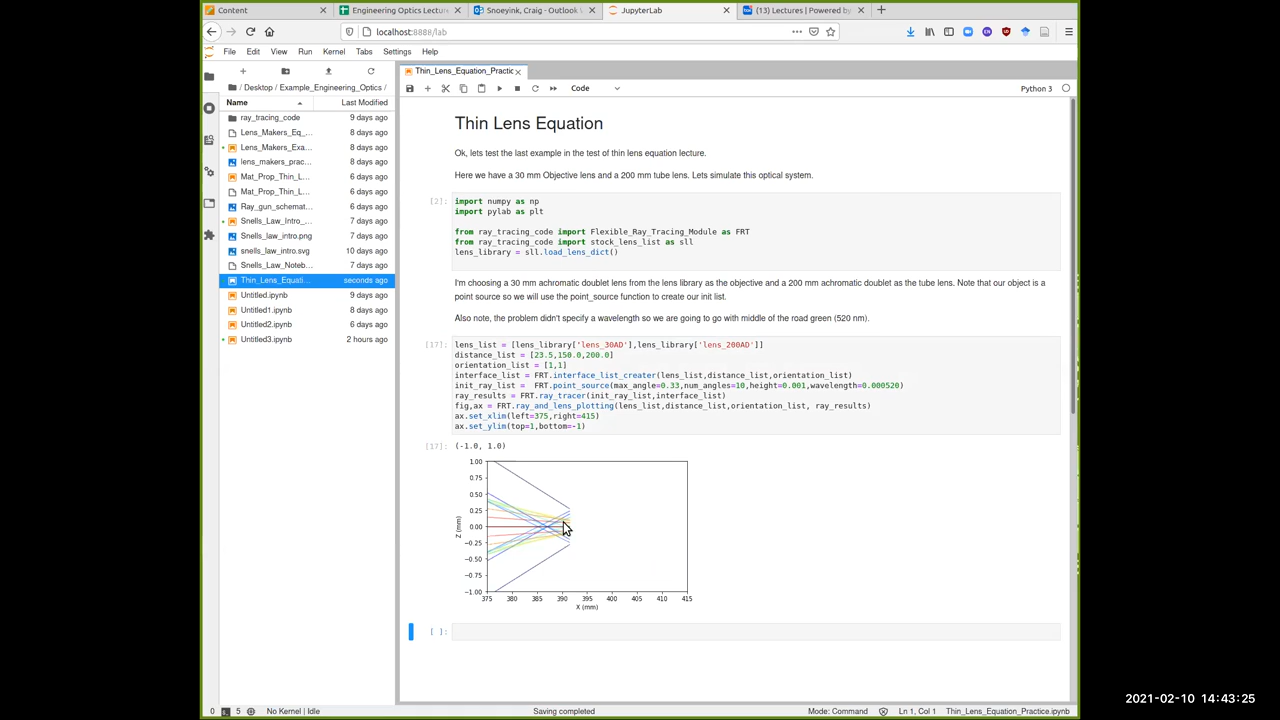 Content
Engineering Optics Lectur
Snoeyink, Craig - Outlook
JupyterLab
(13) Lectures | Powered by
localhost:8888/lab
File Edit View Run Kernel Tabs Settings Help
Thin_Lens_Equation_Practic
/ Desktop / Example_Engineering_Optics /
Code
Python 3
Name
Last Modified
ray_tracing_code 9 days ago
Lens_Makers_Eq_... 8 days ago
Lens_Makers_Exa... 8 days ago
lens_makers_prac... 8 days ago
Mat_Prop_Thin_L... 6 days ago
Mat_Prop_Thin_L... 6 days ago
Ray_gun_schemat... 6 days ago
Snells_Law_Intro_... 7 days ago
Snells_law_intro.png 7 days ago
snells_law_intro.svg 10 days ago
Snells_Law_Noteb... 7 days ago
Thin_Lens_Equati... seconds ago
Untitled.ipynb 9 days ago
Untitled1.ipynb 8 days ago
Untitled2.ipynb 6 days ago
Untitled3.ipynb 2 hours ago
Thin Lens Equation
Ok, lets test the last example in the test of thin lens equation lecture.
Here we have a 30 mm Objective lens and a 200 mm tube lens. Lets simulate this optical system.
[2]:
import numpy as np
import pylab as plt
from ray_tracing_code import Flexible_Ray_Tracing_Module as FRT
from ray_tracing_code import stock_lens_list as sll
lens_library = sll.load_lens_dict()
I'm choosing a 30 mm achromatic doublet lens from the lens library as the objective and a 200 mm achromatic doublet as the tube lens. Note that our object is a
point source so we will use the point_source function to create our init list.
Also note, the problem didn't specify a wavelength so we are going to go with middle of the road green (520 nm).
[17]:
lens_list = [lens_library['lens_30AD'],lens_library['lens_200AD']]
distance_list = [23.5,150.0,200.0]
orientation_list = [1,1]
interface_list = FRT.interface_list_creater(lens_list,distance_list,orientation_list)
init_ray_list = FRT.point_source(max_angle=0.33,num_angles=10,height=0.001,wavelength=0.000520)
ray_results = FRT.ray_tracer(init_ray_list,interface_list)
fig,ax = FRT.ray_and_lens_plotting(lens_list,distance_list,orientation_list, ray_results)
ax.set_xlim(left=375,right=415)
ax.set_ylim(top=1,bottom=-1)
[17]: (-1.0, 1.0)
1.00
0.75
0.50
0.25
0.00
−0.25
−0.50
−0.75
−1.00
Z (mm)
375 380 385 390 395 400 405 410 415
X (mm)
[ ]:
2021-02-10 14:43:25
0 5 No Kernel | Idle
Saving completed
Mode: Command
Ln 1, Col 1
Thin_Lens_Equation_Practice.ipynb